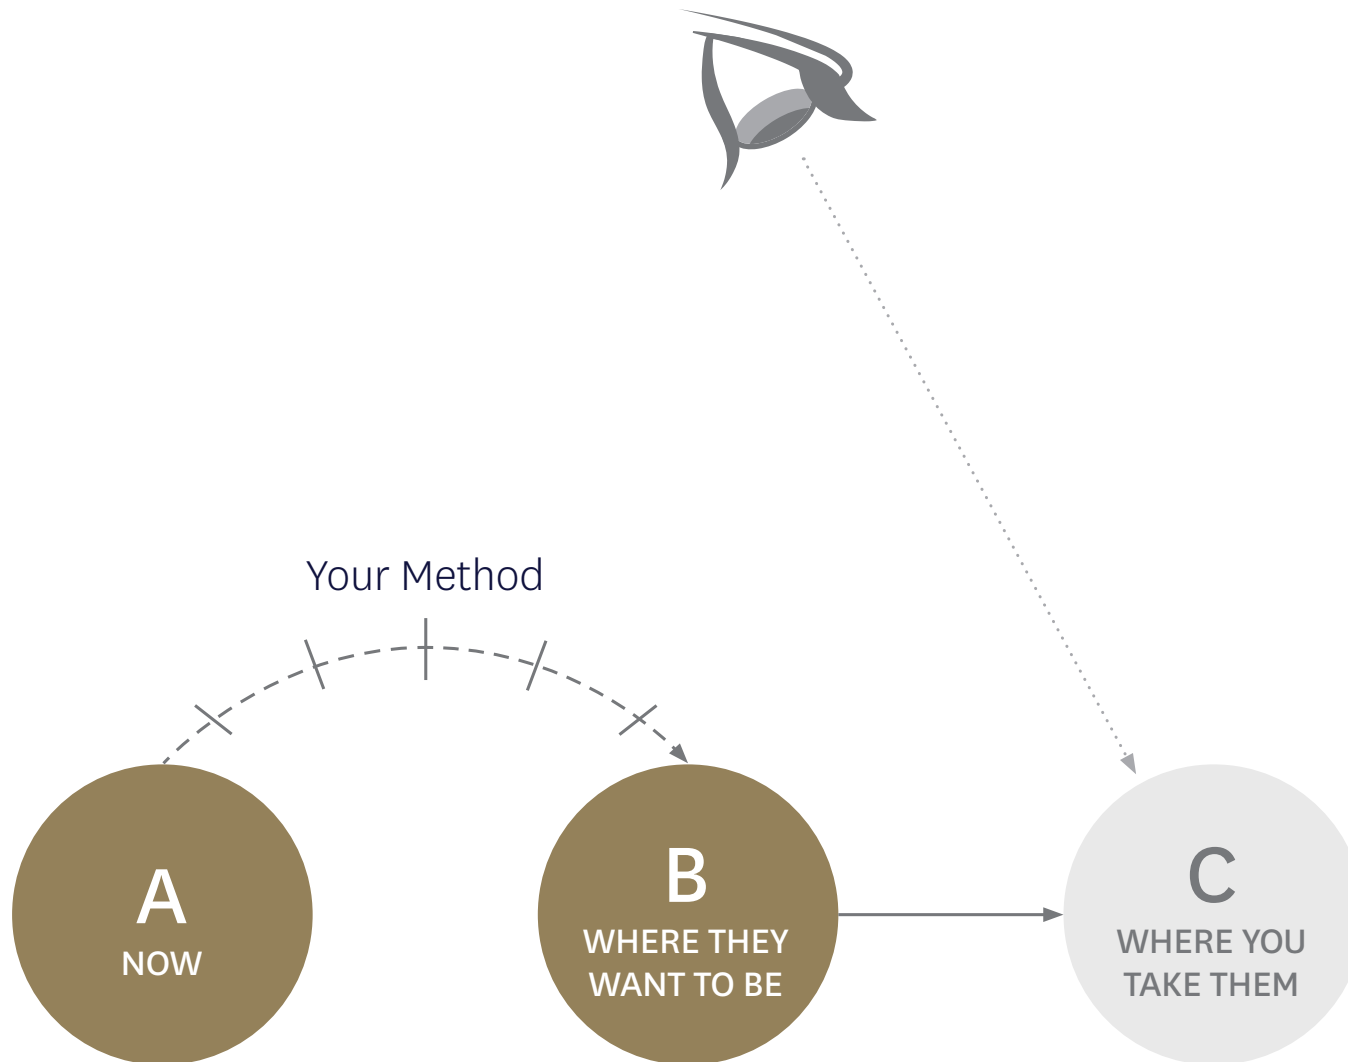 Your Method
A
NOW
B
WHERE THEY
WANT TO BE
C
WHERE YOU
TAKE THEM